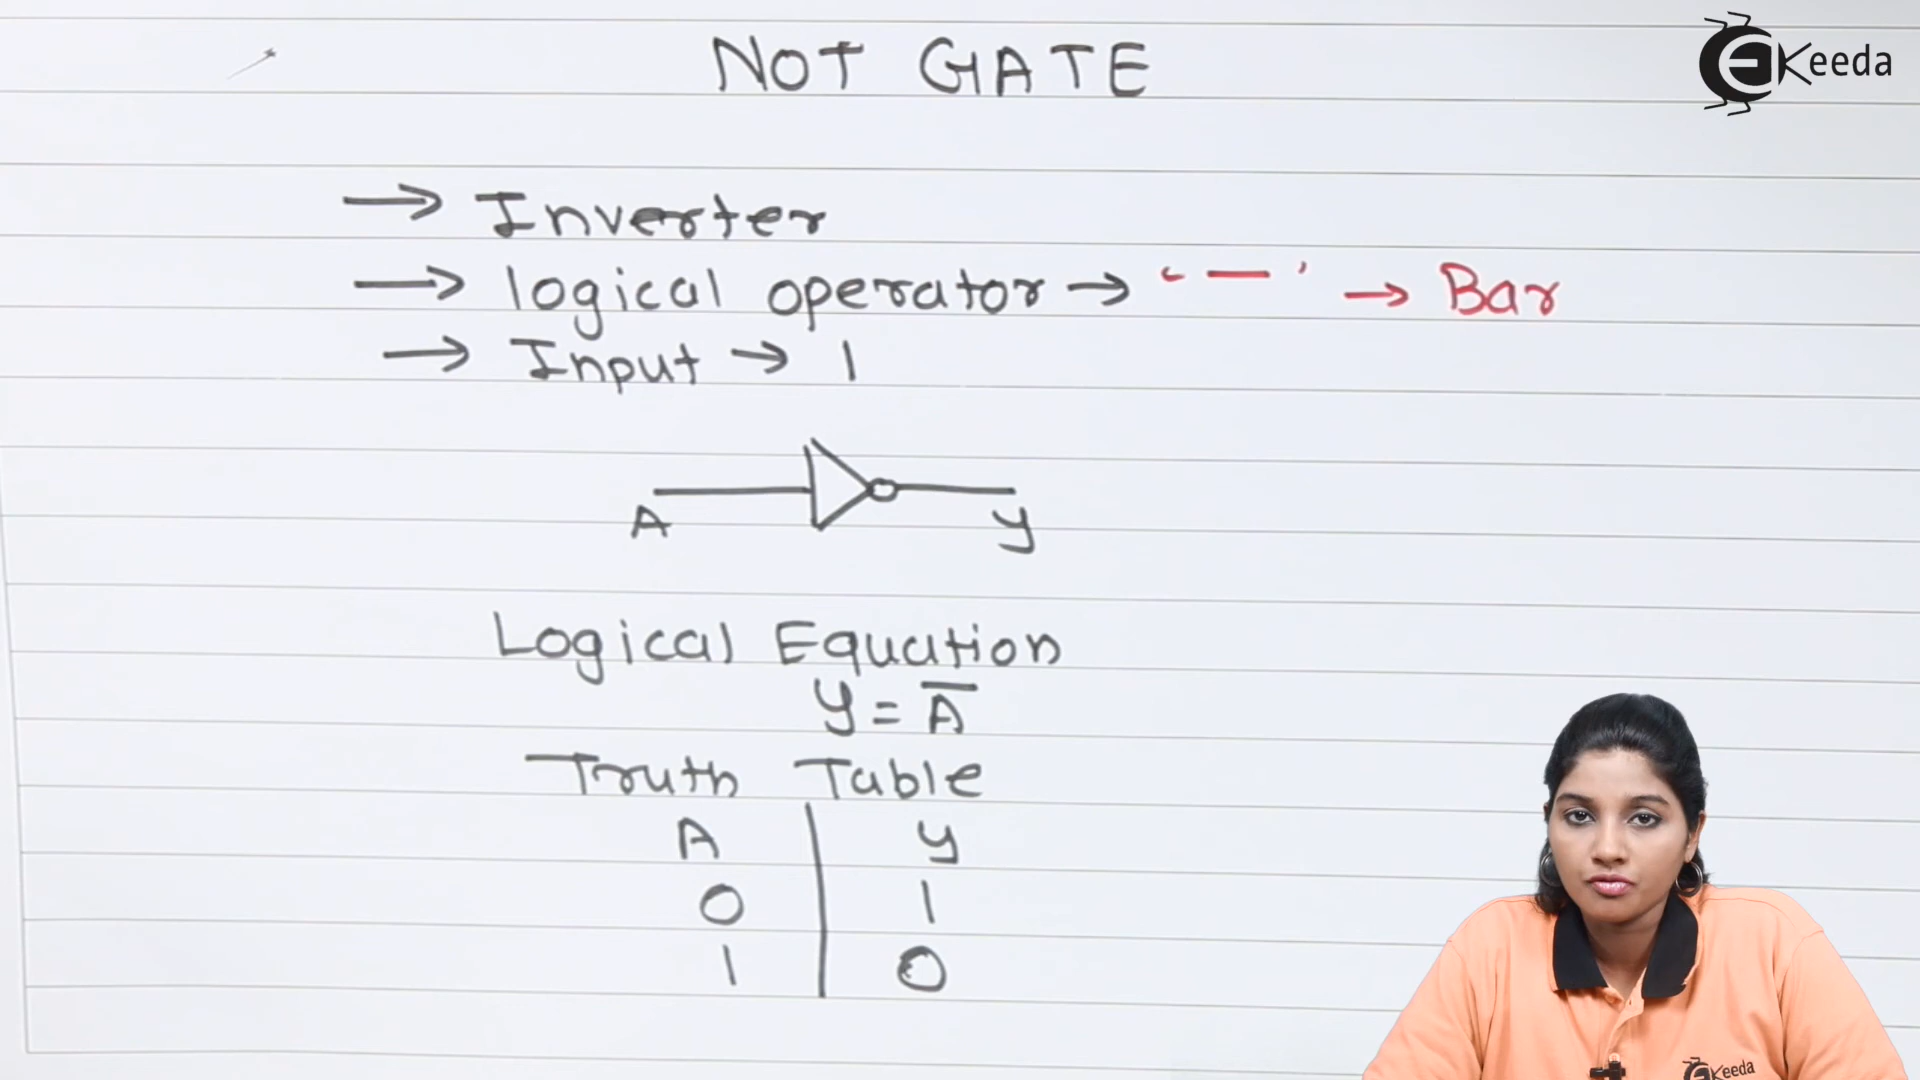 NOT GATE
EKeeda
→ Inverter
→ logical operator → ‘ — ’ → Bar
→ Input → 1
A y
Logical Equation
y = A̅
Truth Table
A y
0 1
1 0
EKeeda